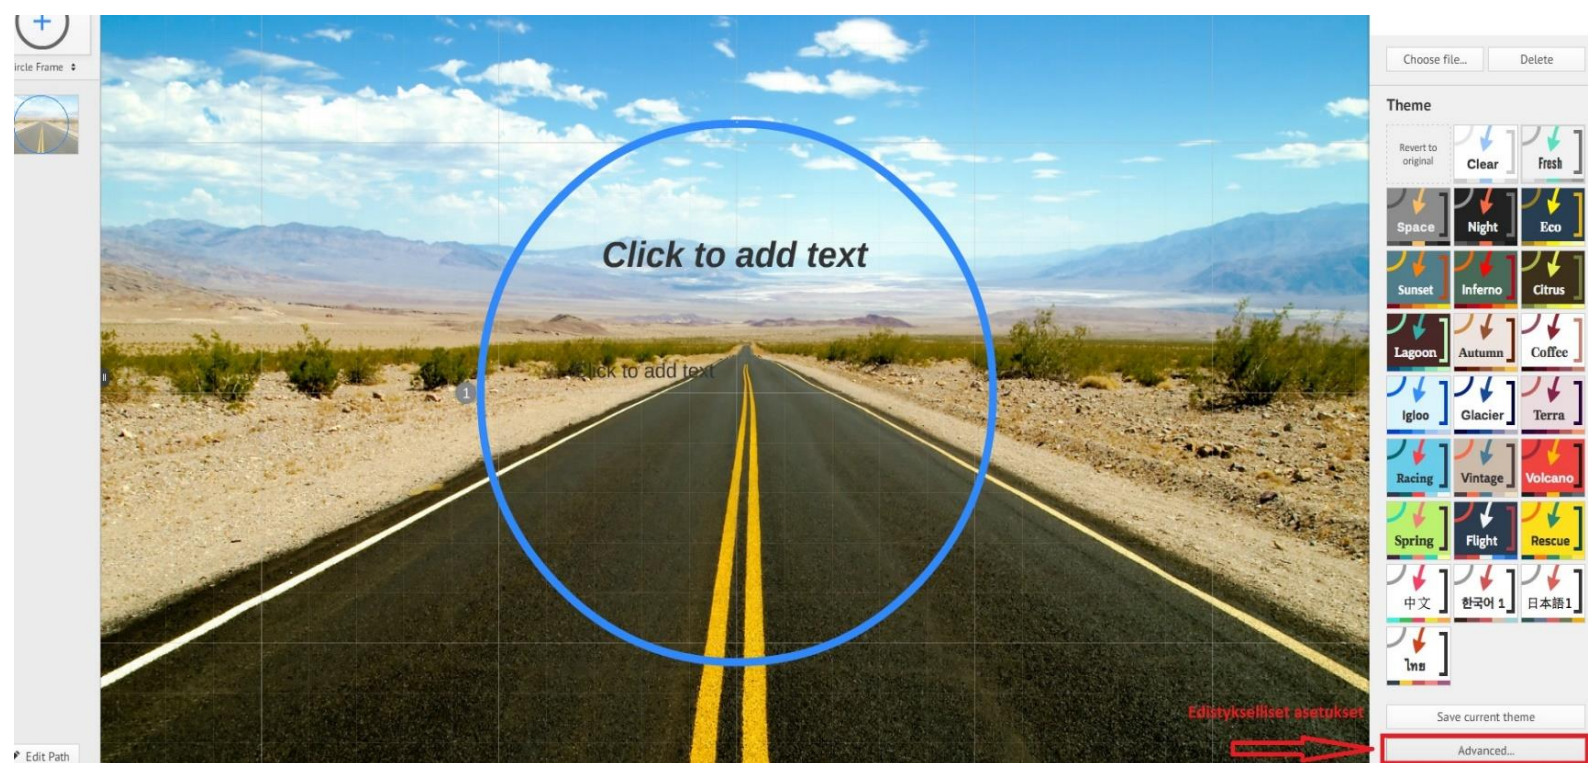 Circle Frame
Edit Path
Click to add text
Click to add text
1
Edistykselliset asetukset
Choose file...
Delete
Theme
Revert to
original
Clear
Fresh
Space
Night
Eco
Sunset
Inferno
Citrus
Lagoon
Autumn
Coffee
Igloo
Glacier
Terra
Racing
Vintage
Volcano
Spring
Flight
Rescue
中文
한국어 1
日本語1
ไทย
Save current theme
Advanced...